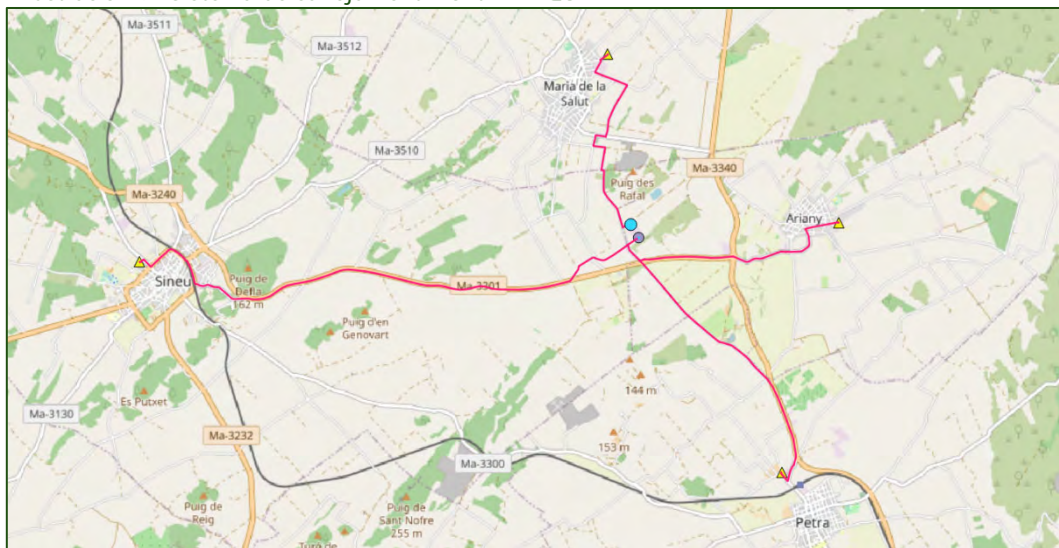 Ma-3511
Ma-3512
Maria de la
Salut
Ma-3510
Ma-3340
Puig des
Rafal
Ma-3240
Ariany
Sineu
Puig de
Defla
162 m
Ma-3301
Puig d'en
Genovart
Es Putxet
144 m
Ma-3130
Ma-3232
153 m
Ma-3300
Puig de
Reig
Puig de
Sant Nofre
255 m
Petra